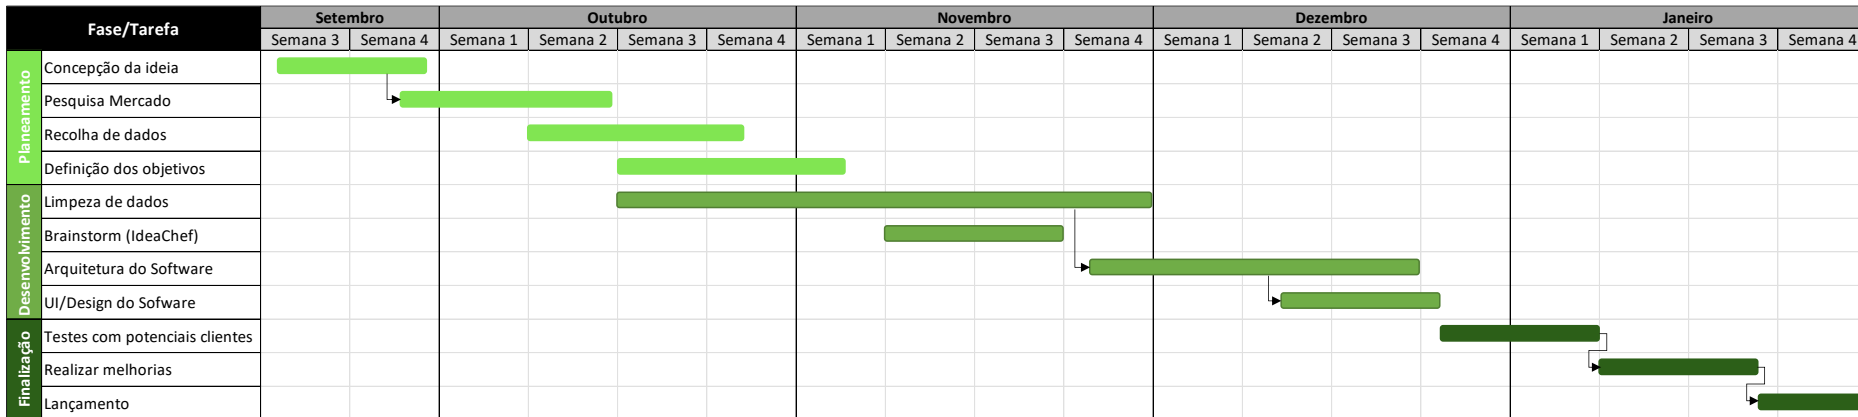 Fase/Tarefa Setembro Outubro Novembro Dezembro Janeiro
Semana 3 Semana 4 Semana 1 Semana 2 Semana 3 Semana 4 Semana 1 Semana 2 Semana 3 Semana 4 Semana 1 Semana 2 Semana 3 Semana 4 Semana 1 Semana 2 Semana 3 Semana 4
Planeamento
Concepção da ideia
Pesquisa Mercado
Recolha de dados
Definição dos objetivos
Desenvolvimento
Limpeza de dados
Brainstorm (IdeaChef)
Arquitetura do Software
UI/Design do Sofware
Finalização
Testes com potenciais clientes
Realizar melhorias
Lançamento